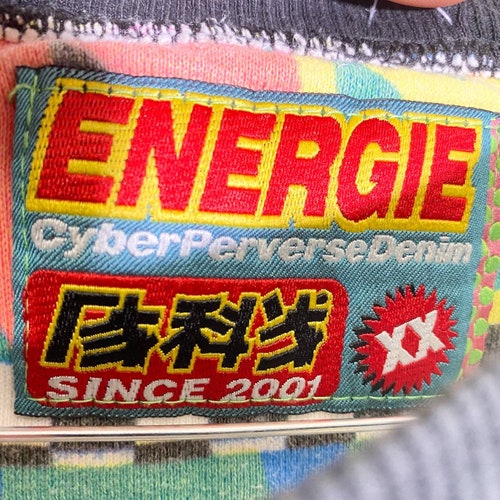 ENERGIE
CyberPerverseDenim
SINCE 2001
XX